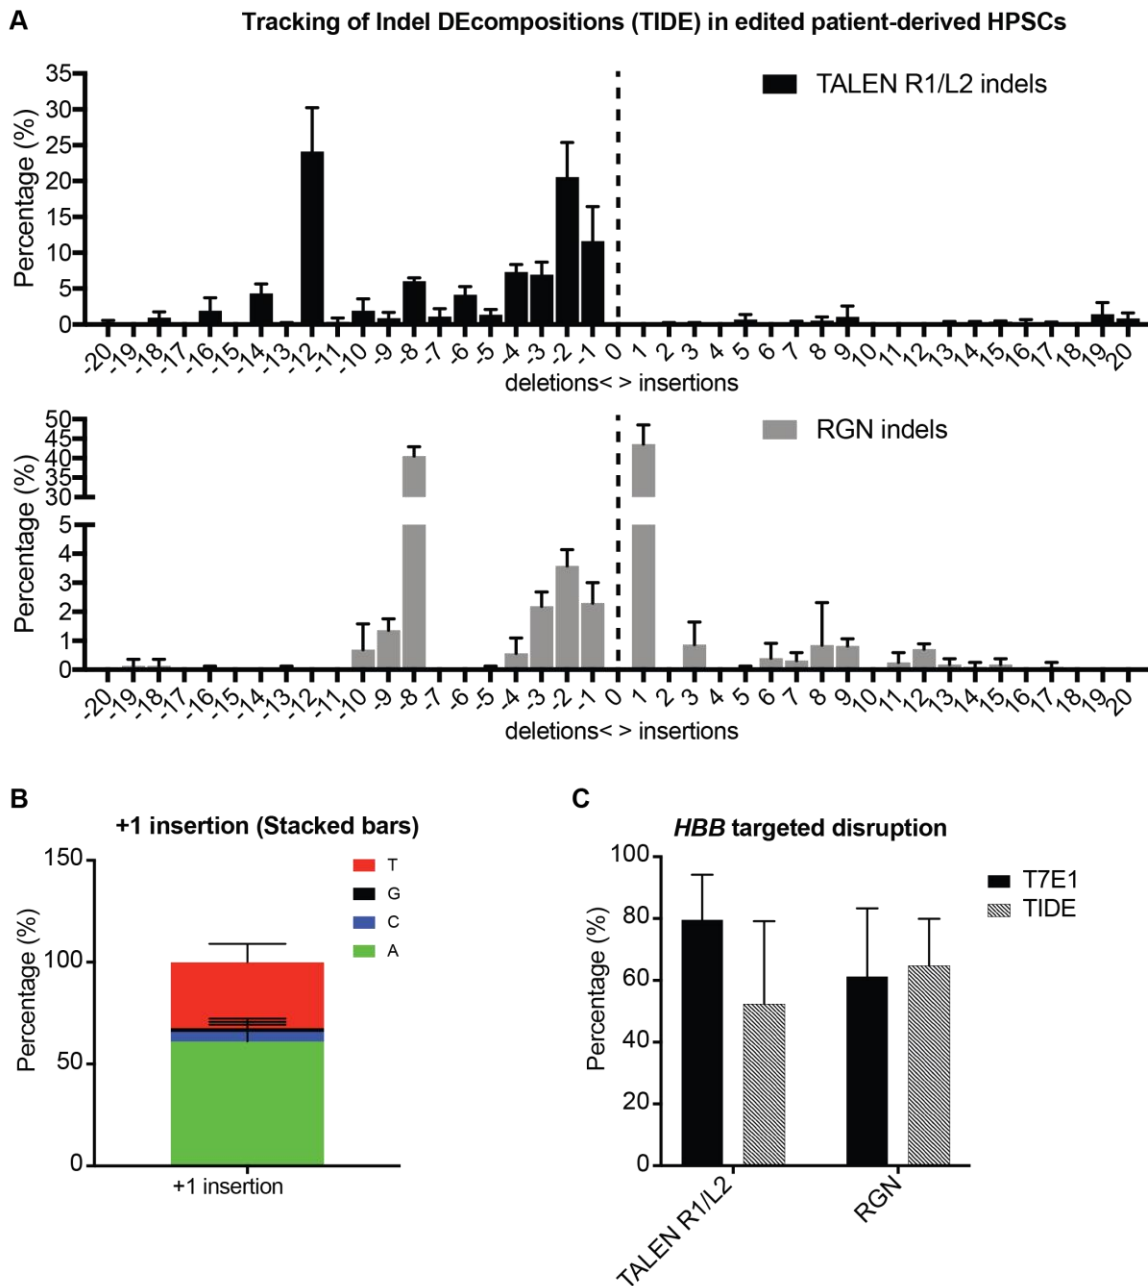 A
Tracking of Indel DEcompositions (TIDE) in edited patient-derived HPSCs
TALEN R1/L2 indels
Percentage (%)
35
30
25
20
15
10
5
0
-20 -19 -18 -17 -16 -15 -14 -13 -12 -11 -10 -9 -8 -7 -6 -5 -4 -3 -2 -1 0 1 2 3 4 5 6 7 8 9 10 11 12 13 14 15 16 17 18 19 20
deletions< > insertions
RGN indels
Percentage (%)
50
45
40
35
30
Percentage (%)
5
4
3
2
1
0
-20 -19 -18 -17 -16 -15 -14 -13 -12 -11 -10 -9 -8 -7 -6 -5 -4 -3 -2 -1 0 1 2 3 4 5 6 7 8 9 10 11 12 13 14 15 16 17 18 19 20
deletions< > insertions
B
+1 insertion (Stacked bars)
T
G
C
A
Percentage (%)
150
100
50
0
+1 insertion
C
HBB targeted disruption
T7E1
TIDE
Percentage (%)
100
80
60
40
20
0
TALEN R1/L2
RGN